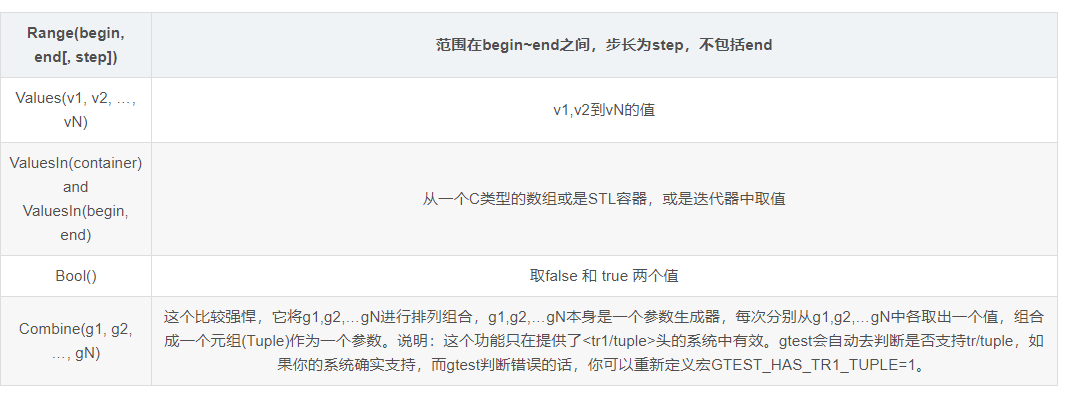 Range(begin,
end[, step])
范围在begin~end之间，步长为step，不包括end
Values(v1, v2, …,
vN)
v1,v2到vN的值
ValuesIn(container)
and
ValuesIn(begin,
end)
从一个C类型的数组或是STL容器，或是迭代器中取值
Bool()
取false 和 true 两个值
Combine(g1, g2,
…, gN)
这个比较强悍，它将g1,g2,…gN进行排列组合，g1,g2,…gN本身是一个参数生成器，每次分别从g1,g2,…gN中各取出一个值，组合
成一个元组(Tuple)作为一个参数。说明：这个功能只在提供了<tr1/tuple>头的系统中有效。gtest会自动去判断是否支持tr/tuple，如
果你的系统确实支持，而gtest判断错误的话，你可以重新定义宏GTEST_HAS_TR1_TUPLE=1。